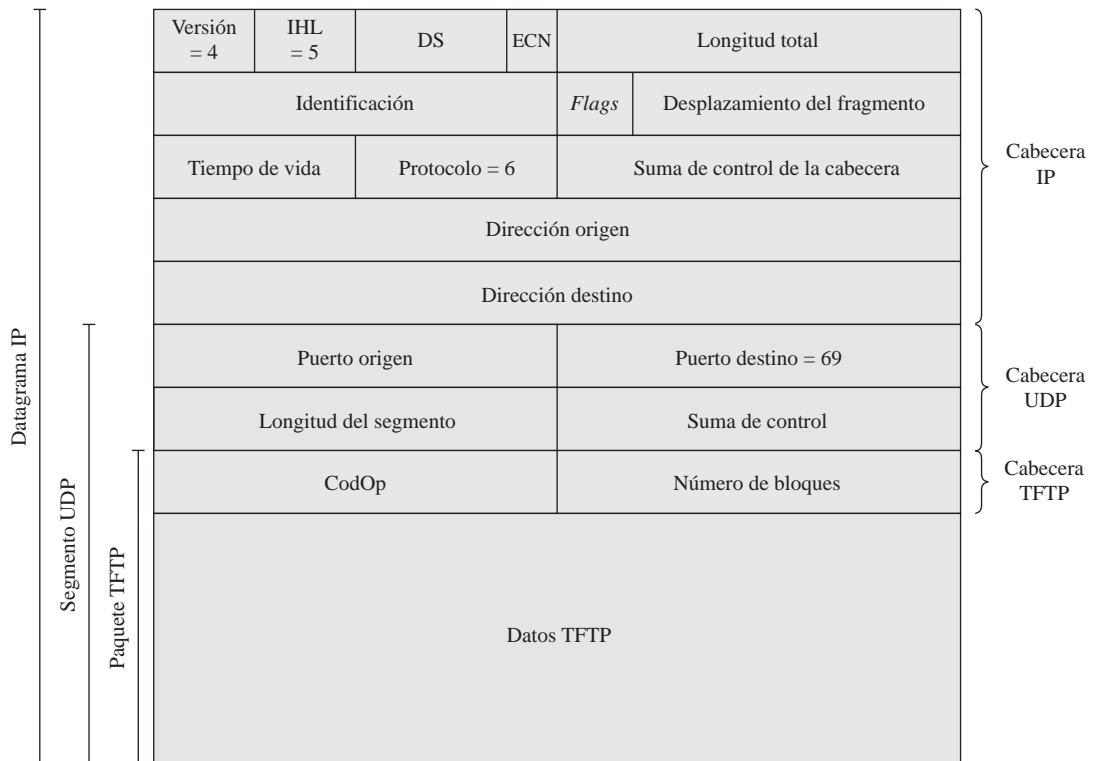 Versión
= 4
IHL
= 5
DS
ECN
Longitud total
Identificación
Flags
Desplazamiento del fragmento
Tiempo de vida
Protocolo = 6
Suma de control de la cabecera
Cabecera
IP
Dirección origen
Dirección destino
Puerto origen
Puerto destino = 69
Cabecera
UDP
Longitud del segmento
Suma de control
CodOp
Número de bloques
Cabecera
TFTP
Datos TFTP
Datagrama IP
Segmento UDP
Paquete TFTP